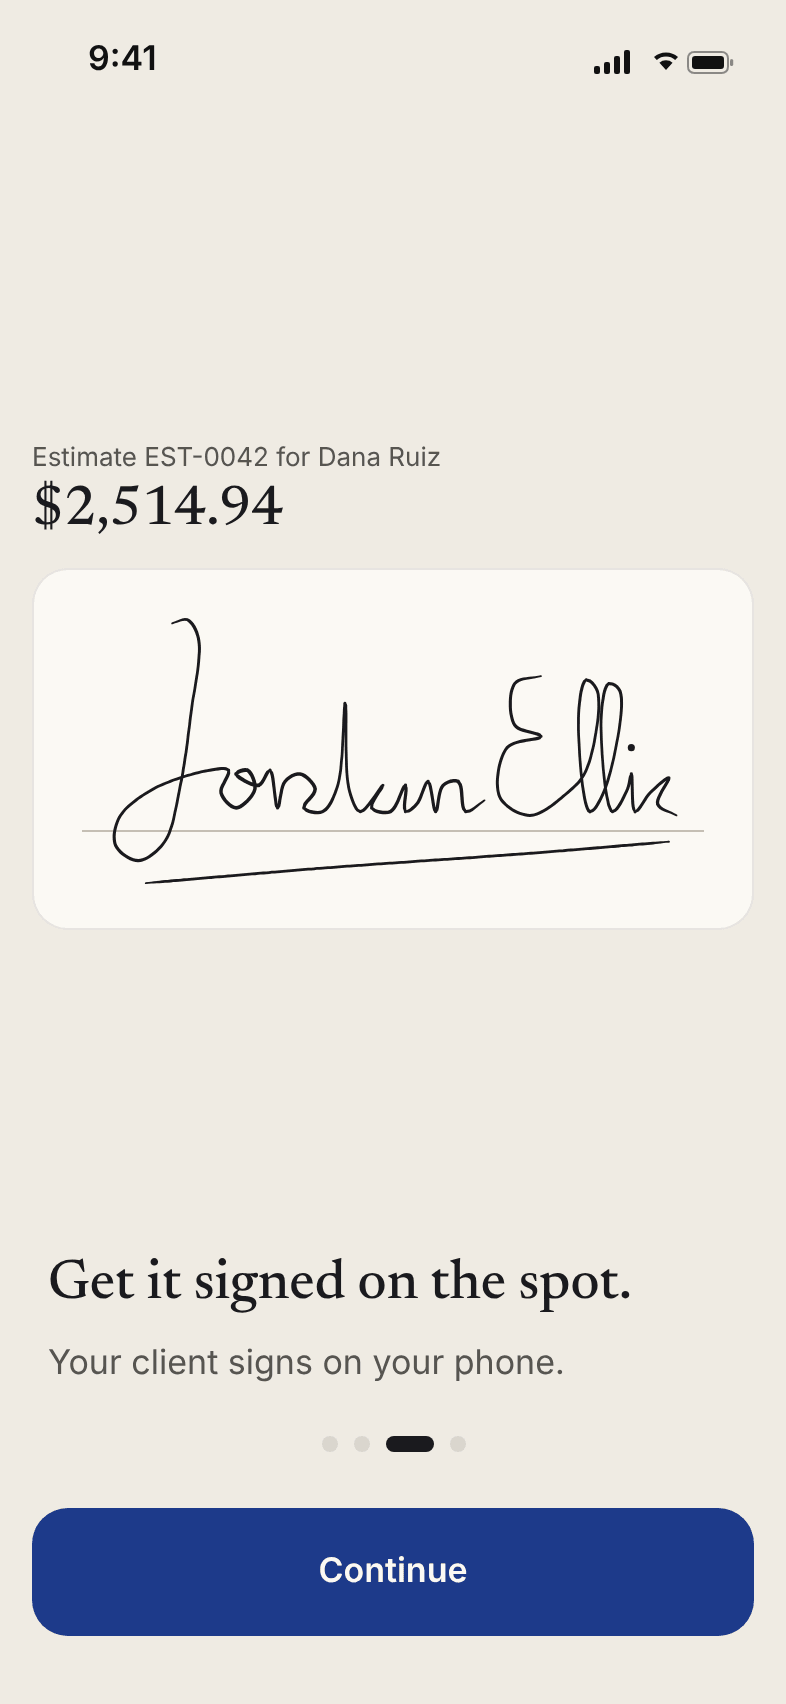 9:41
Estimate EST-0042 for Dana Ruiz
$2,514.94
Jordan Ellis
Get it signed on the spot.
Your client signs on your phone.
Continue